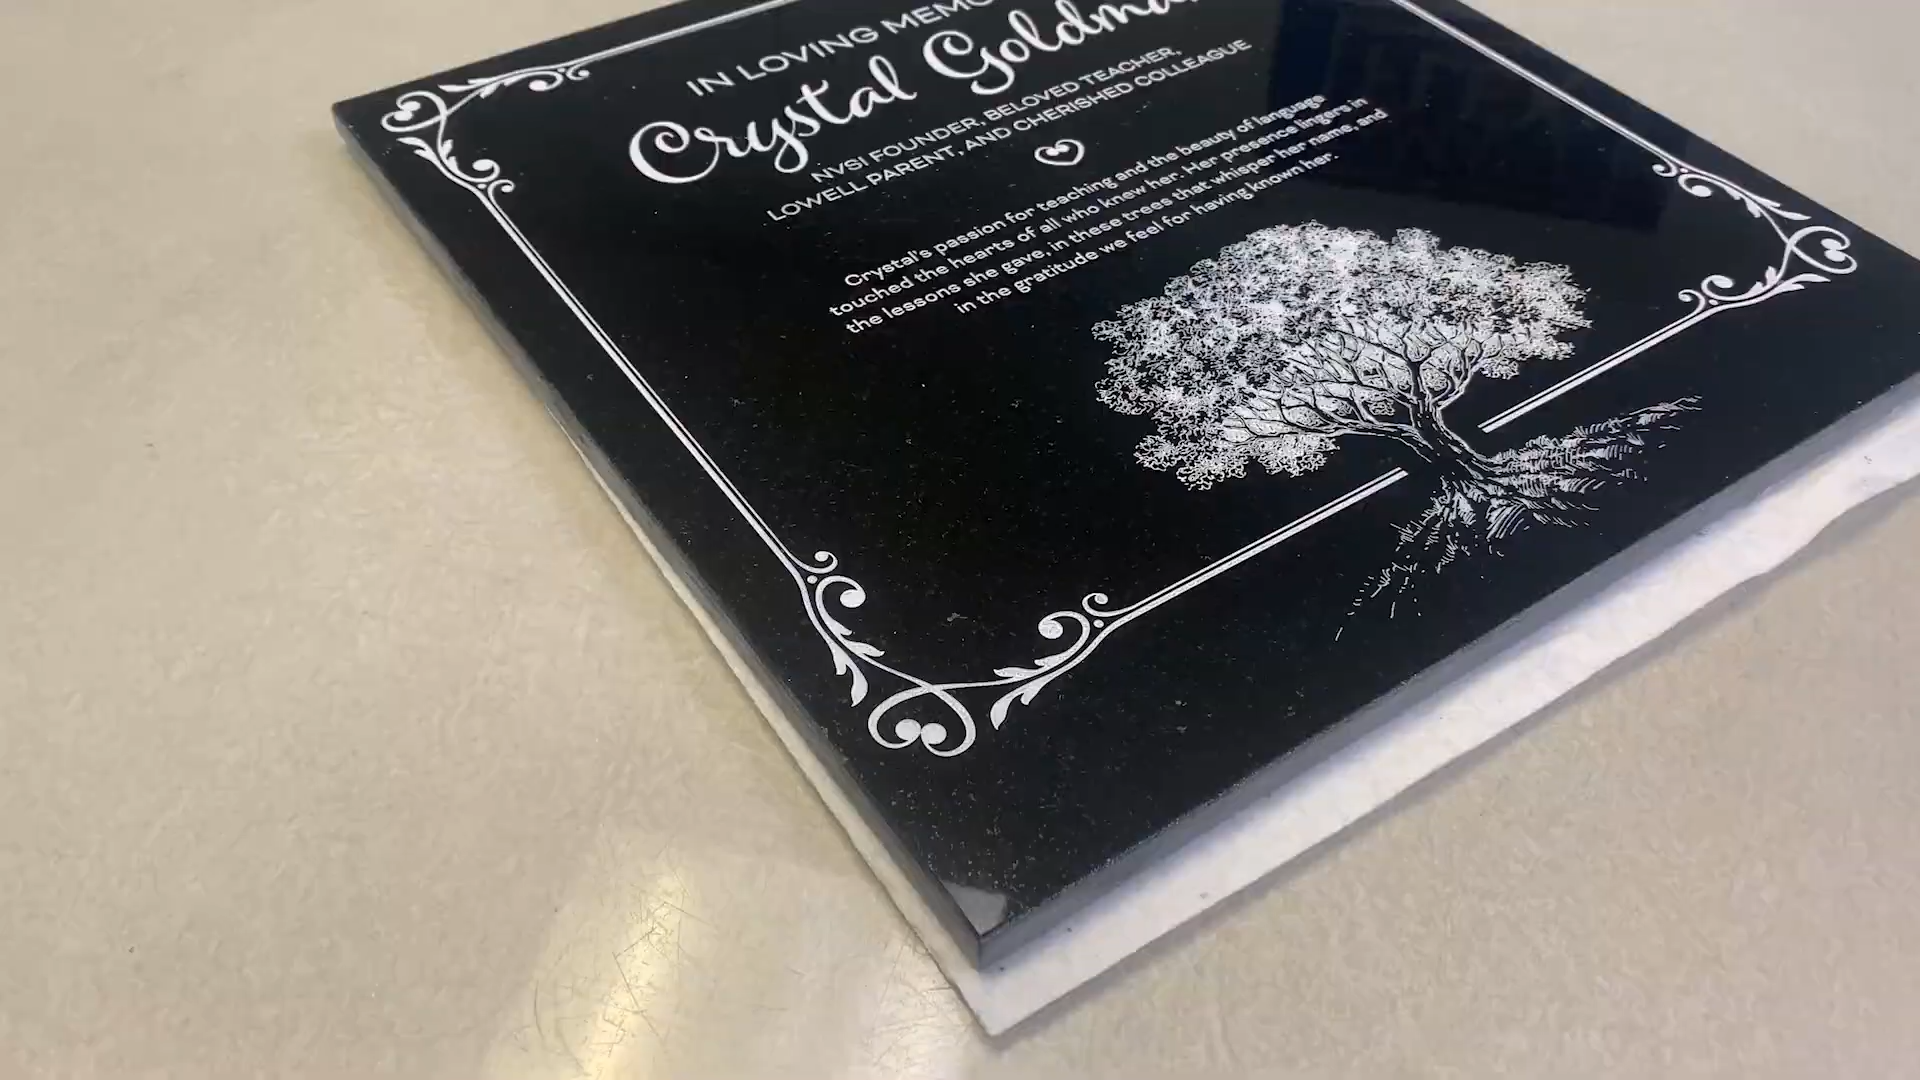 IN LOVING
Crystal
NVSI FOUNDER, BELOVED TEACHER,
LOWELL PARENT, AND CHERISHED COLLEAGUE
Crystal's passion for teaching and the beauty of language
touched the hearts of all who knew her. Her presence lingers in
the lessons she gave, in these trees that whisper her name, and
in the gratitude we feel for having known her.